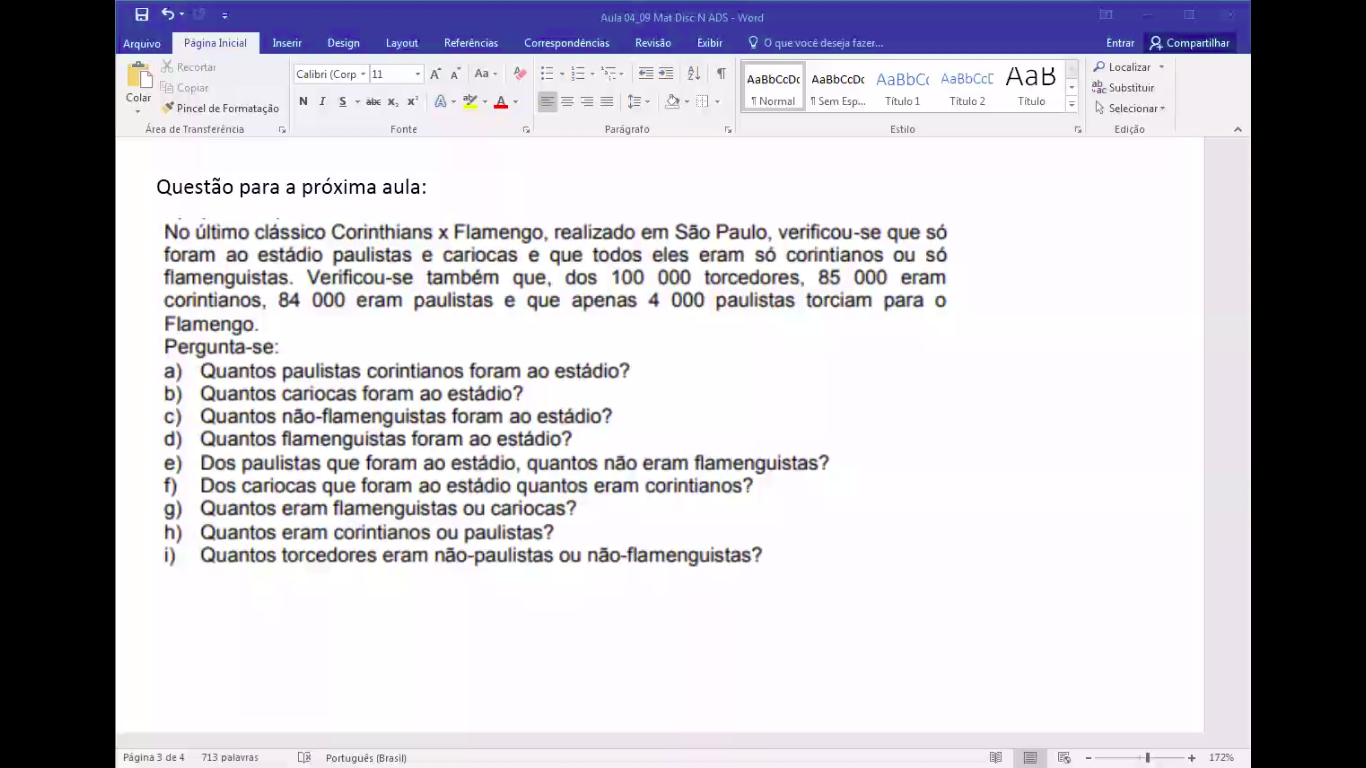 Aula 04_09 Mat Disc N ADS - Word
Arquivo Página Inicial Inserir Design Layout Referências Correspondências Revisão Exibir O que você deseja fazer... Entrar Compartilhar
Colar Recortar Copiar Pincel de Formatação
Calibri (Corp 11 A A Aa
N I S abc x₂ x² A A
AaBbCcDc AaBbCcDc AaBbCc AaBbCcD AaB
¶ Normal ¶ Sem Esp... Título 1 Título 2 Título
Localizar
Substituir
Selecionar
Área de Transferência Fonte Parágrafo Estilo Edição
Questão para a próxima aula:
No último clássico Corinthians x Flamengo, realizado em São Paulo, verificou-se que só
foram ao estádio paulistas e cariocas e que todos eles eram só corintianos ou só
flamenguistas. Verificou-se também que, dos 100 000 torcedores, 85 000 eram
corintianos, 84 000 eram paulistas e que apenas 4 000 paulistas torciam para o
Flamengo.
Pergunta-se:
a) Quantos paulistas corintianos foram ao estádio?
b) Quantos cariocas foram ao estádio?
c) Quantos não-flamenguistas foram ao estádio?
d) Quantos flamenguistas foram ao estádio?
e) Dos paulistas que foram ao estádio, quantos não eram flamenguistas?
f) Dos cariocas que foram ao estádio quantos eram corintianos?
g) Quantos eram flamenguistas ou cariocas?
h) Quantos eram corintianos ou paulistas?
i) Quantos torcedores eram não-paulistas ou não-flamenguistas?
Página 3 de 4 713 palavras Português (Brasil) 172%